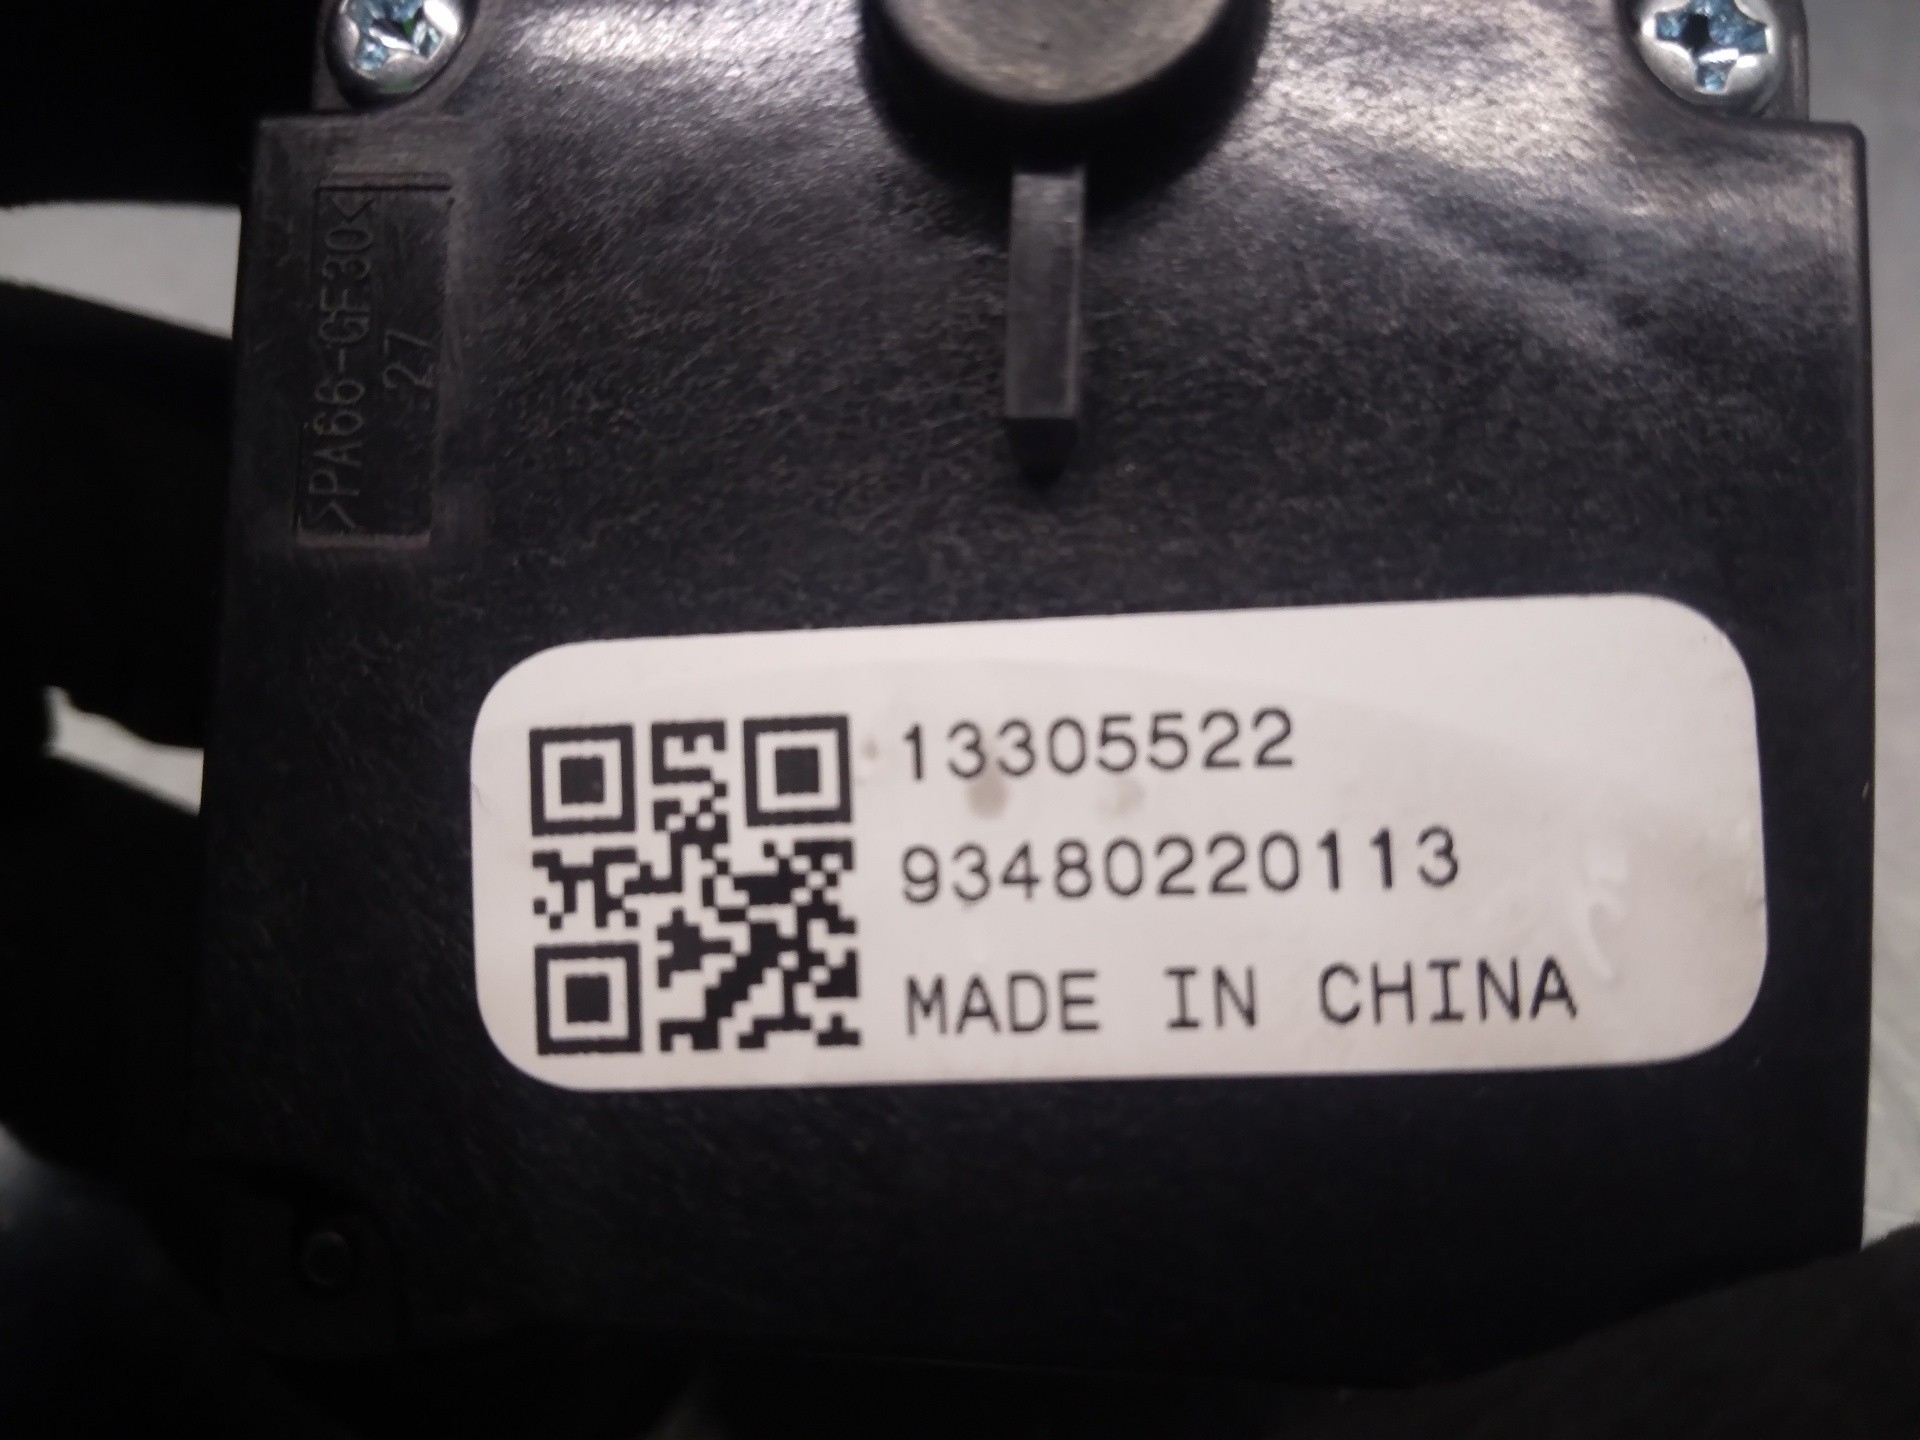 >PA66-GF30<
27
13305522
93480220113
MADE IN CHINA